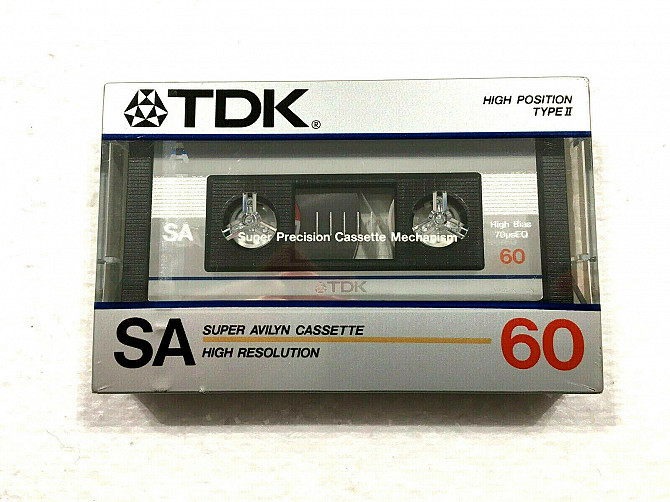 TDK®
HIGH POSITION
TYPE II
A
SA
Super Precision Cassette Mechanism
High Bias
70μsEQ
60
TDK
SA
SUPER AVILYN CASSETTE
HIGH RESOLUTION
60